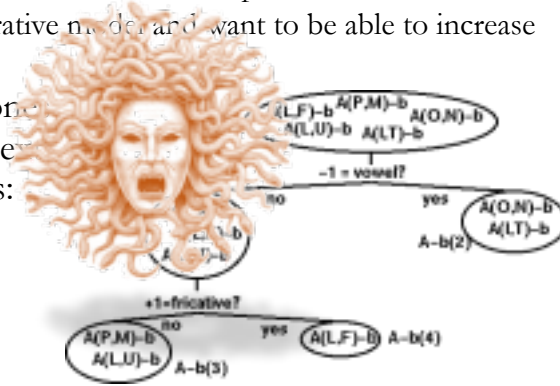 rative model and want to be able to increase
one
A(P,M)-b
(L,F)-b
A(O,N)-b
A(L,U)-b
A(LT)-b
s:
-1 = vowel?
no
yes
A(O,N)-b
A(LT)-b
A-b(2)
+1=fricative?
no
yes
A(P,M)-b
A(L,U)-b
A-b(3)
A(L,F)-b
A-b(4)